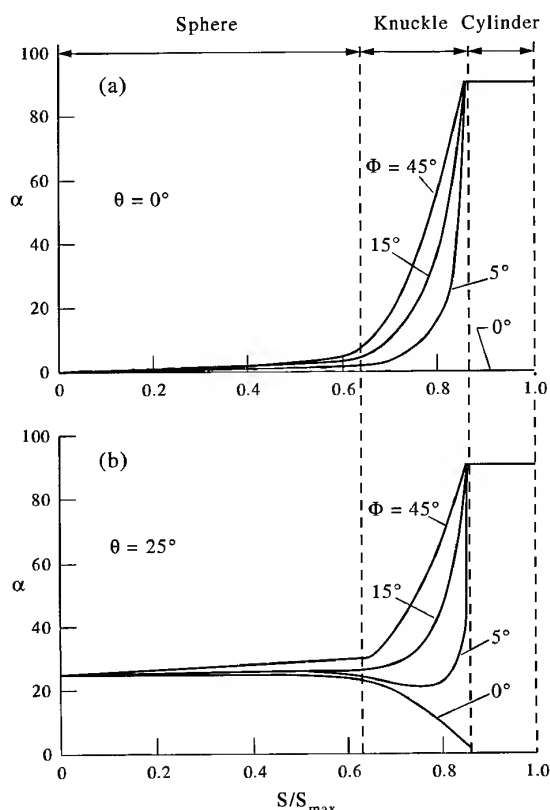 Sphere Knuckle Cylinder
100
(a)
80
Φ = 45°
60
α
θ = 0°
15°
40
5°
20
0°
0
0 0.2 0.4 0.6 0.8 1.0
100
(b)
80
Φ = 45°
θ = 25°
60
α
15°
40
5°
20
0°
0
0 0.2 0.4 0.6 0.8 1.0
S/Smax